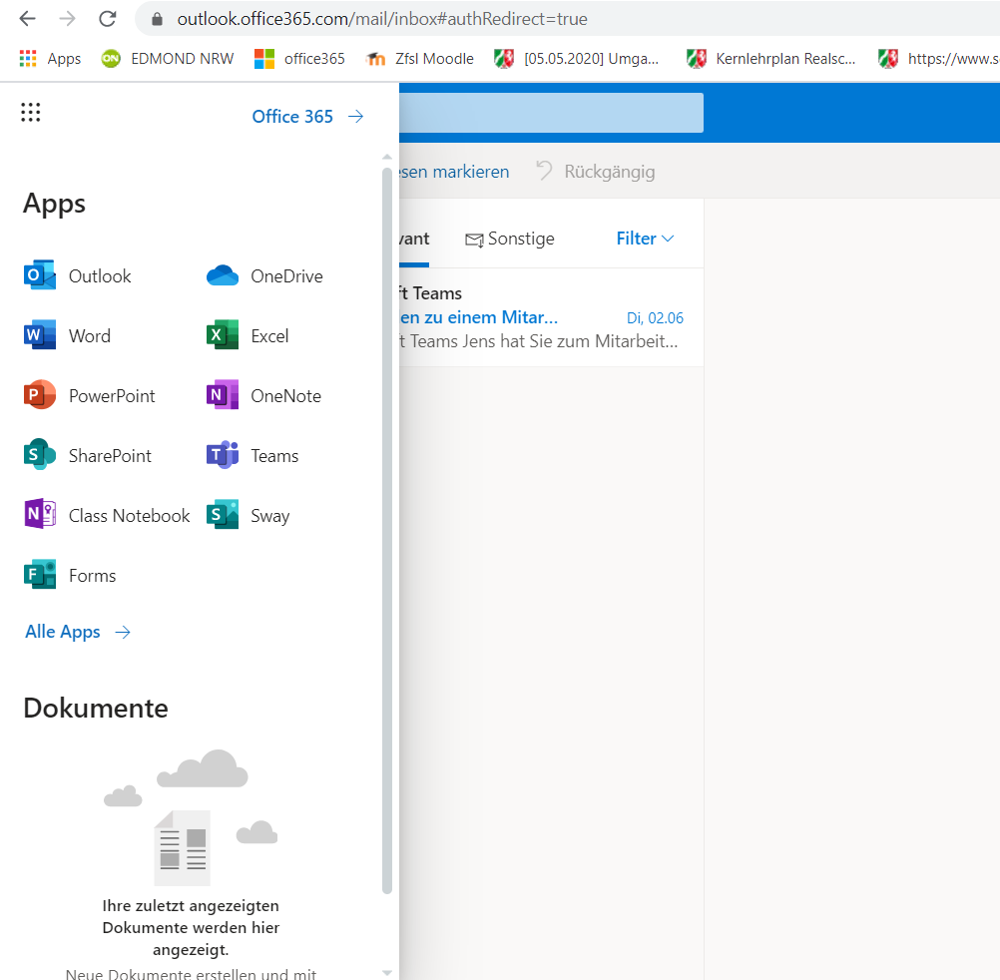 outlook.office365.com/mail/inbox#authRedirect=true
Apps EDMOND NRW office365 Zfsl Moodle [05.05.2020] Umga... Kernlehrplan Realsc... https://www.s
Office 365
esen markieren Rückgängig
Apps
vant Sonstige Filter
Outlook OneDrive
ft Teams
en zu einem Mitar... Di, 02.06
t Teams Jens hat Sie zum Mitarbeit...
Word Excel
PowerPoint OneNote
SharePoint Teams
Class Notebook Sway
Forms
Alle Apps
Dokumente
Ihre zuletzt angezeigten
Dokumente werden hier
angezeigt.
Neue Dokumente erstellen und mit